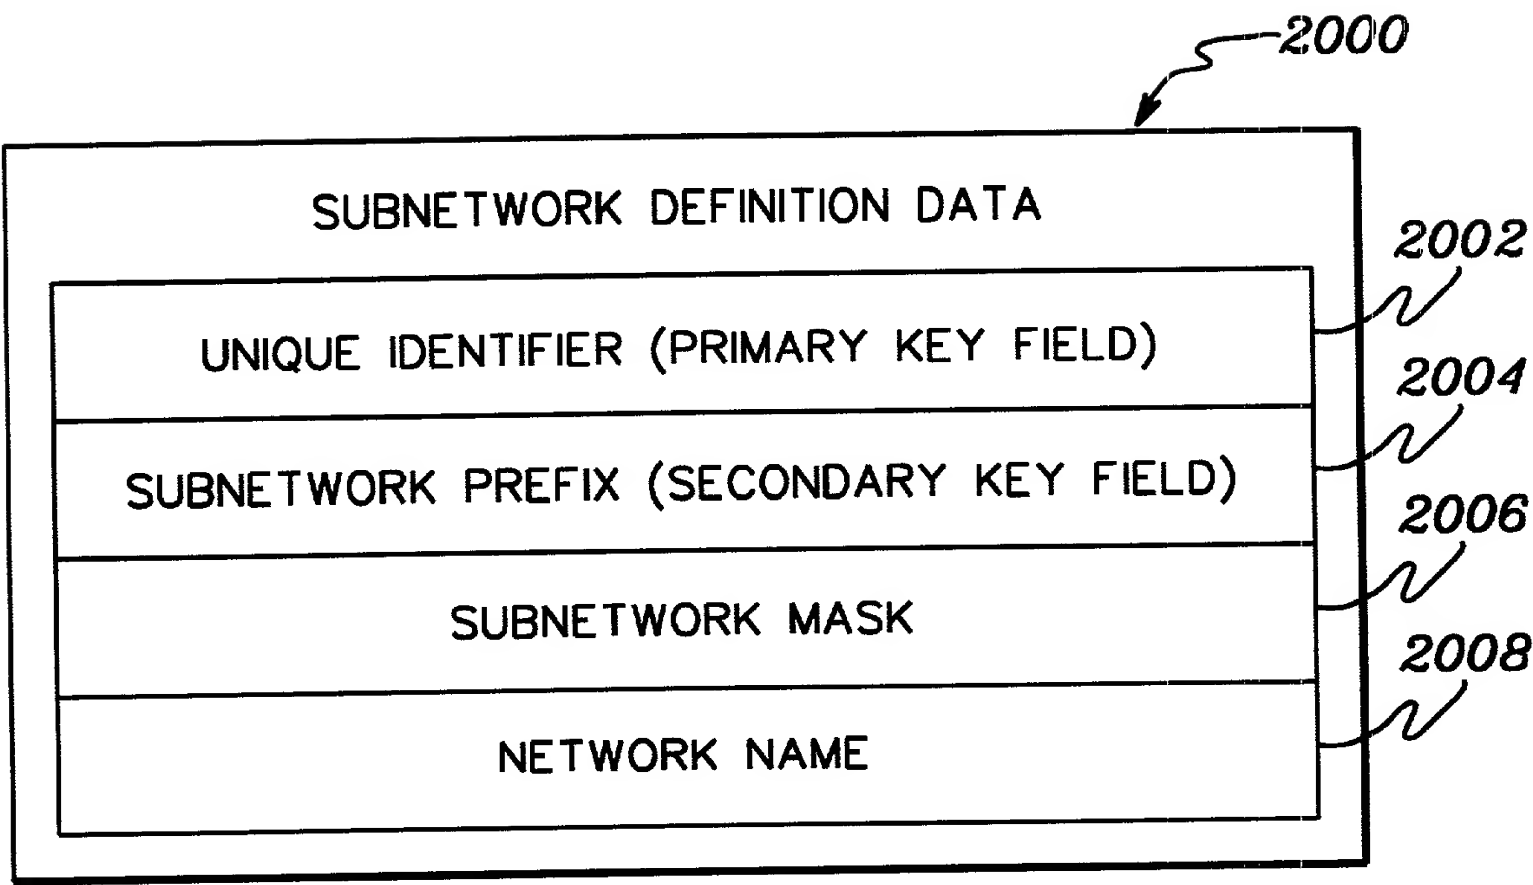 2000
SUBNETWORK DEFINITION DATA
2002
UNIQUE IDENTIFIER (PRIMARY KEY FIELD)
2004
SUBNETWORK PREFIX (SECONDARY KEY FIELD)
2006
SUBNETWORK MASK
2008
NETWORK NAME